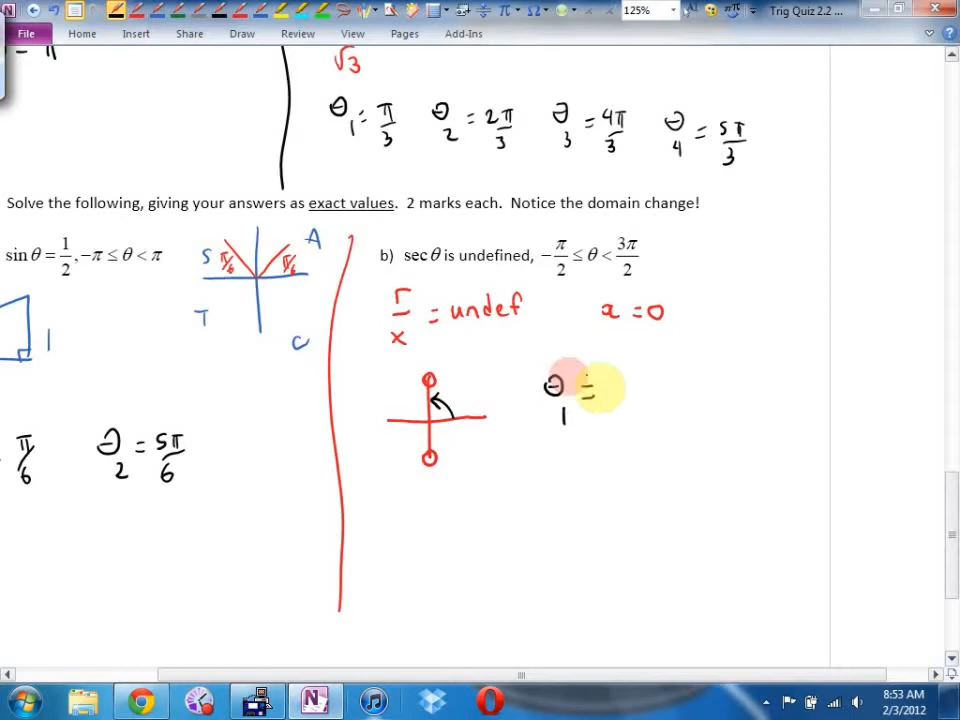 125%
Trig Quiz 2.2 ...
File Home Insert Share Draw Review Pages Add-Ins
- π
√3
θ1 = π/3 θ2 = 2π/3 θ3 = 4π/3 θ4 = 5π/3
Solve the following, giving your answers as exact values. 2 marks each. Notice the domain change!
sin θ = 1/2, -π ≤ θ < π
S π/6 π/6 A
T C
1
π/6 θ2 = 5π/6
b) sec θ is undefined, -π/2 ≤ θ < 3π/2
r/x = undef x = 0
θ1 =
8:53 AM
2/3/2012